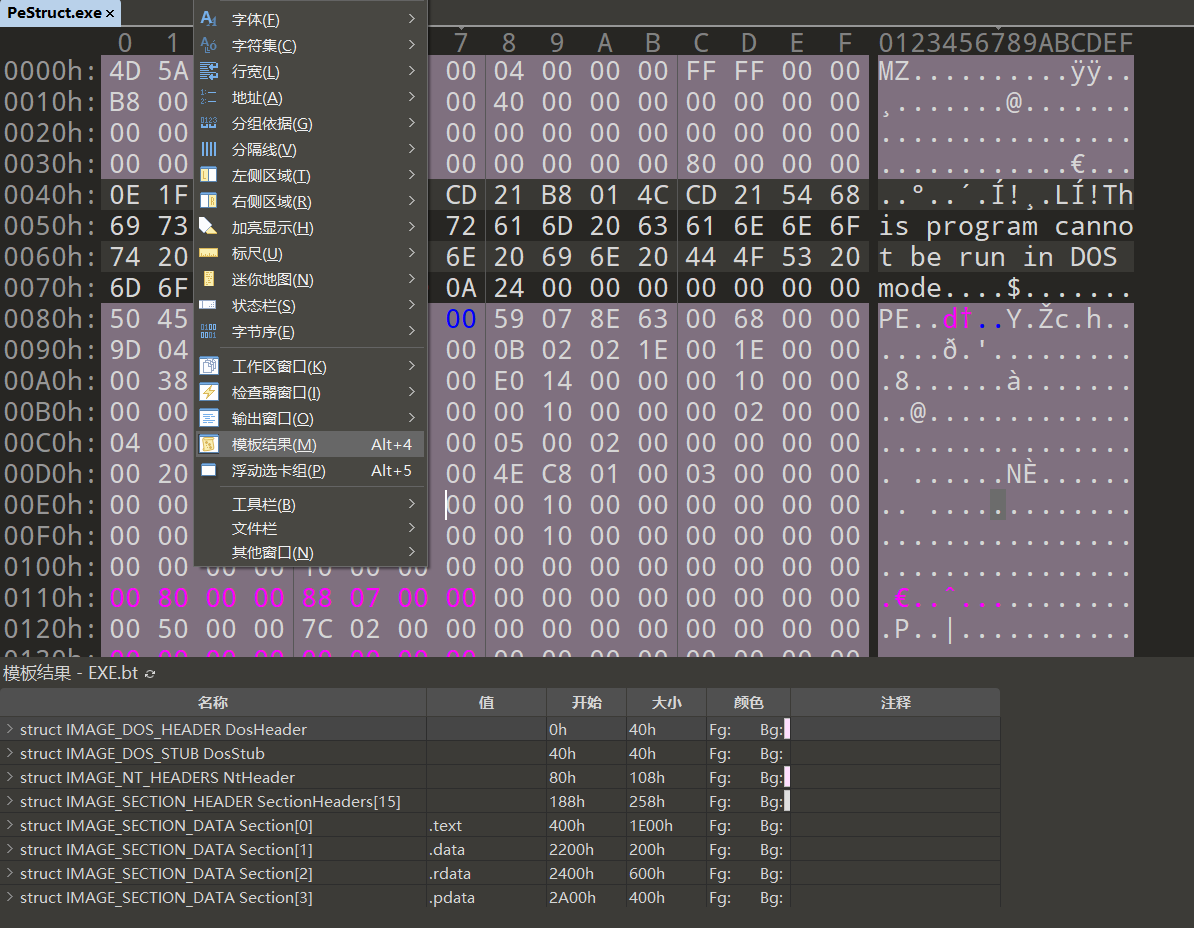 PeStruct.exe ×
0 1 7 8 9 A B C D E F 0123456789ABCDEF
0000h: 4D 5A 00 04 00 00 00 FF FF 00 00 MZ..........ÿÿ..
0010h: B8 00 00 40 00 00 00 00 00 00 00 ¸.......@.......
0020h: 00 00 00 00 00 00 00 00 00 00 00 ................
0030h: 00 00 00 00 00 00 00 80 00 00 00 ............€...
0040h: 0E 1F CD 21 B8 01 4C CD 21 54 68 ..º..´.Í!¸.LÍ!Th
0050h: 69 73 72 61 6D 20 63 61 6E 6E 6F is program canno
0060h: 74 20 6E 20 69 6E 20 44 4F 53 20 t be run in DOS
0070h: 6D 6F 0A 24 00 00 00 00 00 00 00 mode....$.......
0080h: 50 45 00 59 07 8E 63 00 68 00 00 PE..d†..Y.Žc.h..
0090h: 9D 04 00 0B 02 02 1E 00 1E 00 00 ....ð.'.........
00A0h: 00 38 00 E0 14 00 00 00 10 00 00 .8......à.......
00B0h: 00 00 00 00 10 00 00 00 02 00 00 ..@.............
00C0h: 04 00 00 05 00 02 00 00 00 00 00 ................
00D0h: 00 20 00 4E C8 01 00 03 00 00 00 . ......NÈ......
00E0h: 00 00 00 00 10 00 00 00 00 00 00 .. .............
00F0h: 00 00 00 00 10 00 00 00 00 00 00 ................
0100h: 00 00 00 00 10 00 00 00 00 00 00 00 00 00 00 00 ................
0110h: 00 80 00 00 88 07 00 00 00 00 00 00 00 00 00 00 .€..ˆ...........
0120h: 00 50 00 00 7C 02 00 00 00 00 00 00 00 00 00 00 .P..|...........
0130h: 00 00 00 00 00 00 00 00 00 00 00 00 00 00 00 00
字体(F)
字符集(C)
行宽(L)
地址(A)
分组依据(G)
分隔线(V)
左侧区域(T)
右侧区域(R)
加亮显示(H)
标尺(U)
迷你地图(N)
状态栏(S)
字节序(E)
工作区窗口(K)
检查器窗口(I)
输出窗口(O)
模板结果(M) Alt+4
浮动选卡组(P) Alt+5
工具栏(B)
文件栏
其他窗口(N)
模板结果 - EXE.bt
名称 值 开始 大小 颜色 注释
struct IMAGE_DOS_HEADER DosHeader 0h 40h Fg: Bg:
struct IMAGE_DOS_STUB DosStub 40h 40h Fg: Bg:
struct IMAGE_NT_HEADERS NtHeader 80h 108h Fg: Bg:
struct IMAGE_SECTION_HEADER SectionHeaders[15] 188h 258h Fg: Bg:
struct IMAGE_SECTION_DATA Section[0] .text 400h 1E00h Fg: Bg:
struct IMAGE_SECTION_DATA Section[1] .data 2200h 200h Fg: Bg:
struct IMAGE_SECTION_DATA Section[2] .rdata 2400h 600h Fg: Bg:
struct IMAGE_SECTION_DATA Section[3] .pdata 2A00h 400h Fg: Bg: